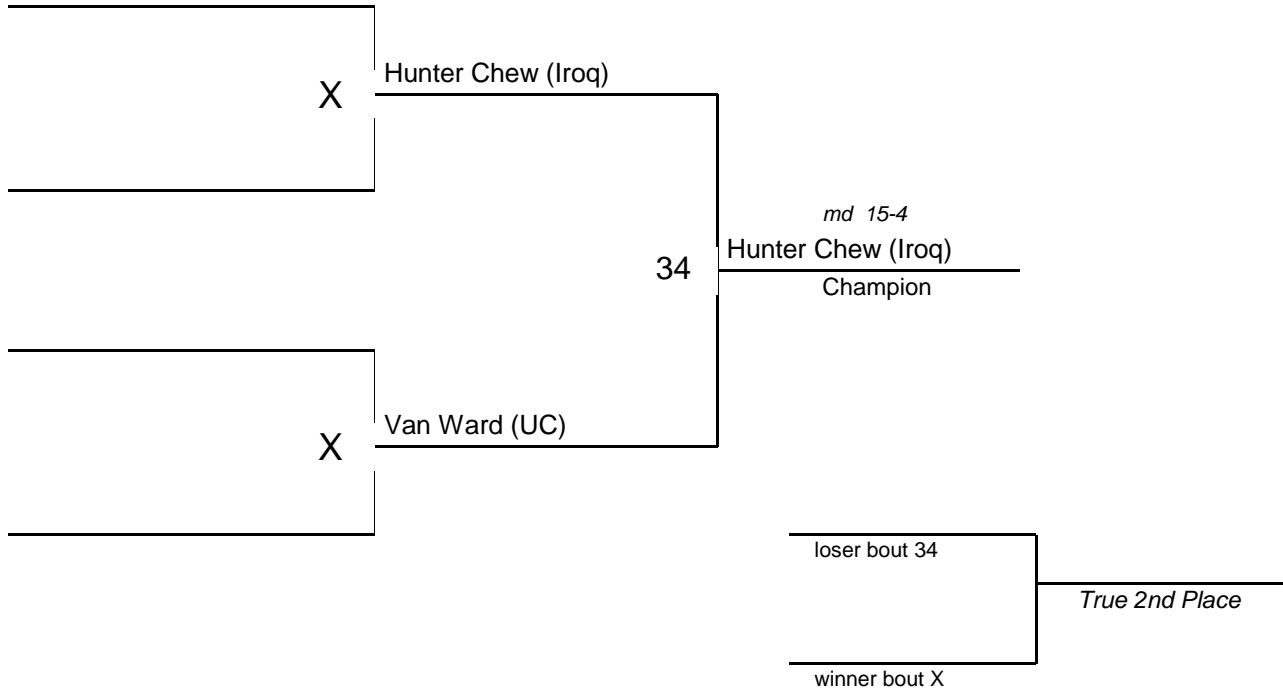 X
Hunter Chew (Iroq)
md 15-4
34
Hunter Chew (Iroq)
Champion
X
Van Ward (UC)
loser bout 34
True 2nd Place
winner bout X